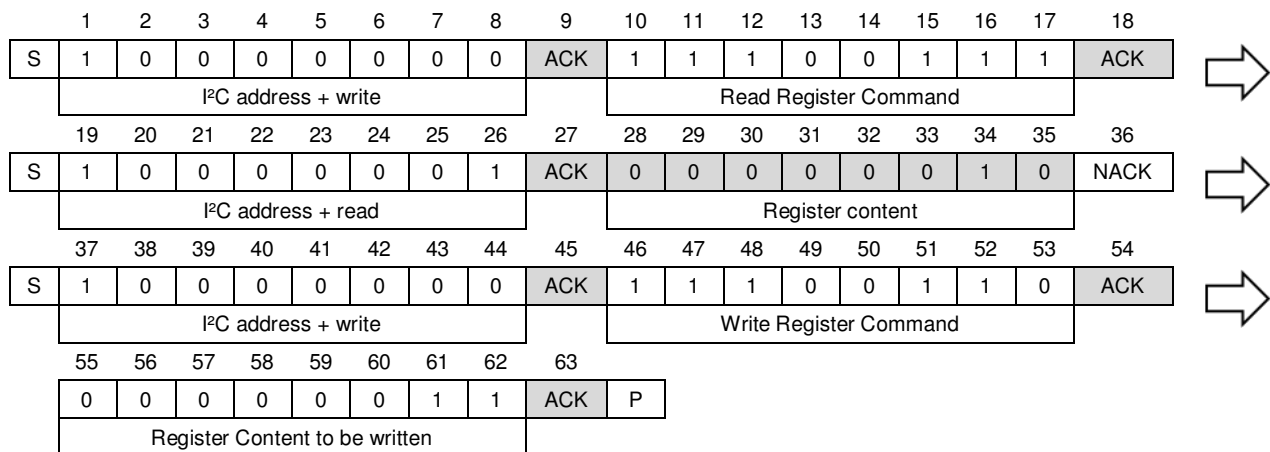 1 2 3 4 5 6 7 8 9 10 11 12 13 14 15 16 17 18
S 1 0 0 0 0 0 0 0 ACK 1 1 1 0 0 1 1 1 ACK
I²C address + write Read Register Command
19 20 21 22 23 24 25 26 27 28 29 30 31 32 33 34 35 36
S 1 0 0 0 0 0 0 1 ACK 0 0 0 0 0 0 1 0 NACK
I²C address + read Register content
37 38 39 40 41 42 43 44 45 46 47 48 49 50 51 52 53 54
S 1 0 0 0 0 0 0 0 ACK 1 1 1 0 0 1 1 0 ACK
I²C address + write Write Register Command
55 56 57 58 59 60 61 62 63
0 0 0 0 0 0 1 1 ACK P
Register Content to be written